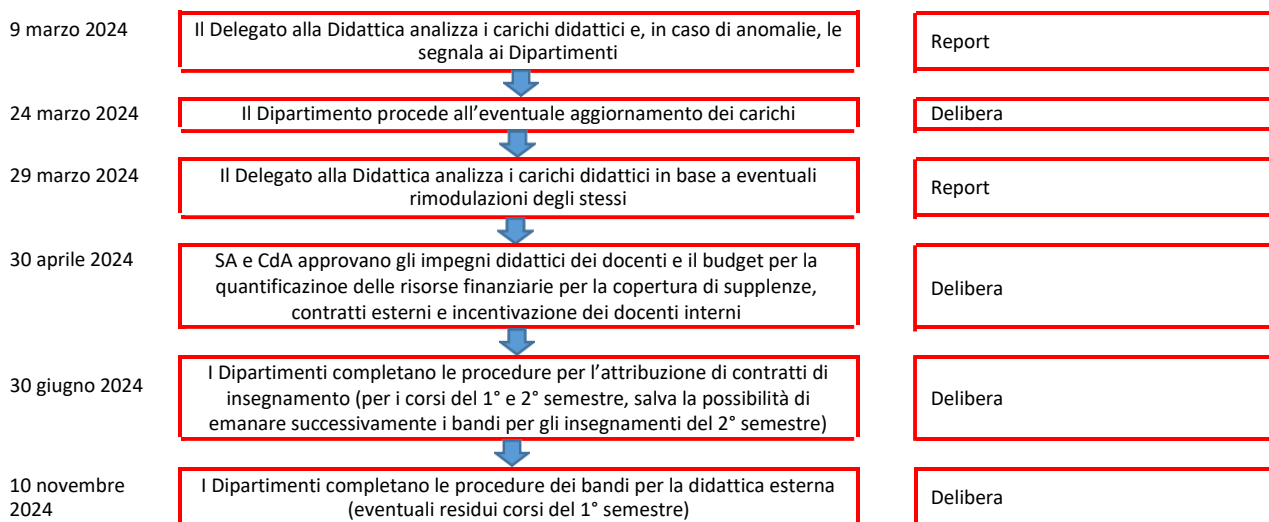 9 marzo 2024
Il Delegato alla Didattica analizza i carichi didattici e, in caso di anomalie, le
segnala ai Dipartimenti
Report
24 marzo 2024
Il Dipartimento procede all’eventuale aggiornamento dei carichi
Delibera
29 marzo 2024
Il Delegato alla Didattica analizza i carichi didattici in base a eventuali
rimodulazioni degli stessi
Report
30 aprile 2024
SA e CdA approvano gli impegni didattici dei docenti e il budget per la
quantificazinoe delle risorse finanziarie per la copertura di supplenze,
contratti esterni e incentivazione dei docenti interni
Delibera
30 giugno 2024
I Dipartimenti completano le procedure per l’attribuzione di contratti di
insegnamento (per i corsi del 1° e 2° semestre, salva la possibilità di
emanare successivamente i bandi per gli insegnamenti del 2° semestre)
Delibera
10 novembre
2024
I Dipartimenti completano le procedure dei bandi per la didattica esterna
(eventuali residui corsi del 1° semestre)
Delibera